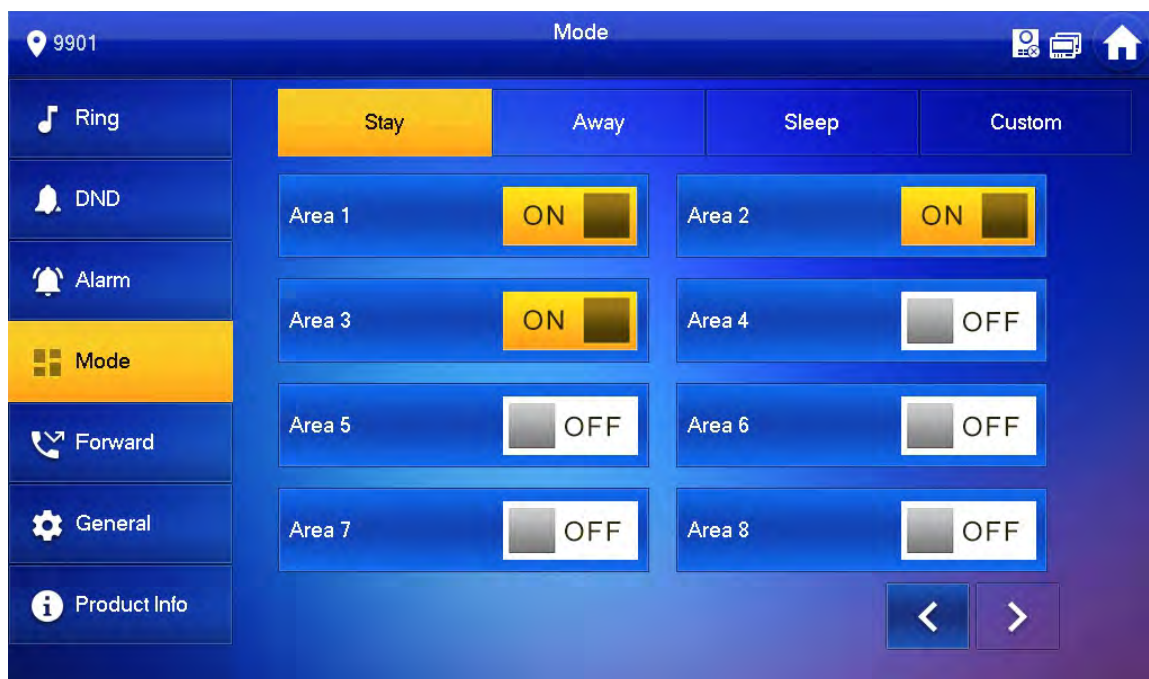 9901
Mode
Ring
DND
Alarm
Mode
Forward
General
Product Info
Stay Away Sleep Custom
Area 1 ON Area 2 ON
Area 3 ON Area 4 OFF
Area 5 OFF Area 6 OFF
Area 7 OFF Area 8 OFF